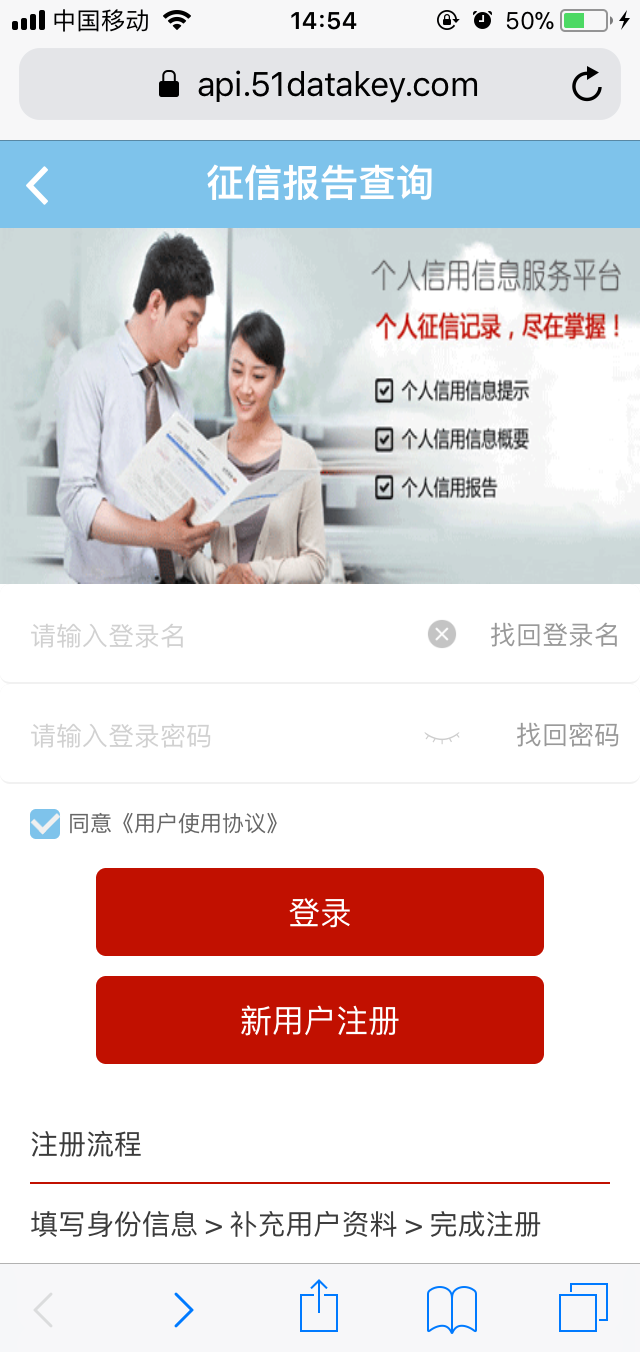 中国移动 14:54 50%
api.51datakey.com
征信报告查询
个人信用信息服务平台
个人征信记录，尽在掌握！
个人信用信息提示
个人信用信息概要
个人信用报告
请输入登录名 找回登录名
请输入登录密码 找回密码
同意《用户使用协议》
登录
新用户注册
注册流程
填写身份信息 > 补充用户资料 > 完成注册